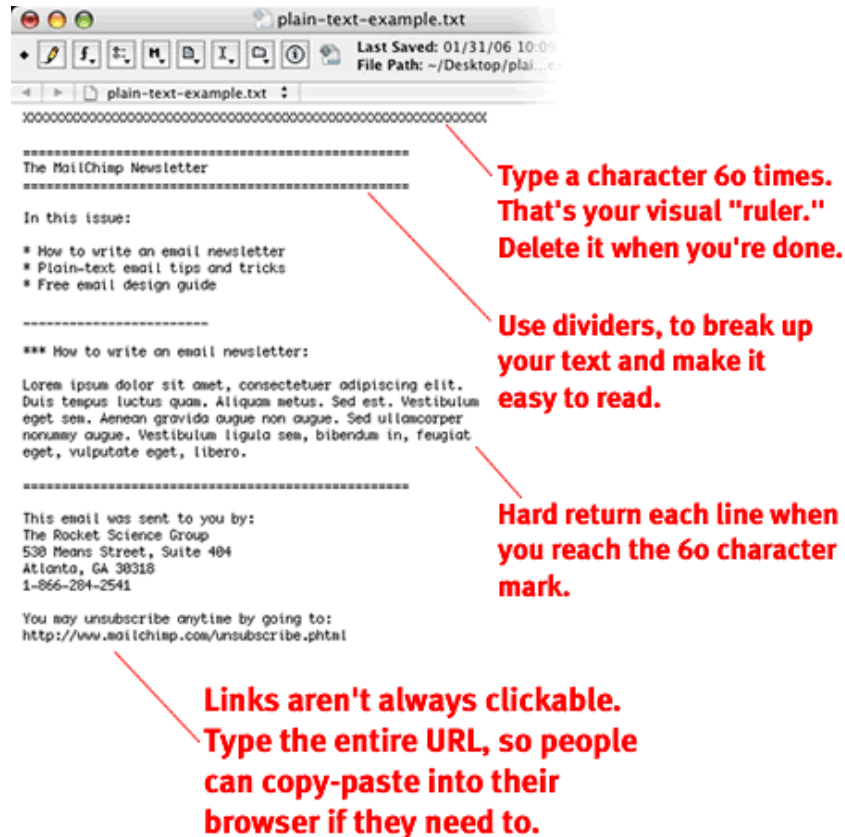 plain-text-example.txt
Last Saved: 01/31/06 10:09
File Path: ~/Desktop/plai...e
plain-text-example.txt
XXXXXXXXXXXXXXXXXXXXXXXXXXXXXXXXXXXXXXXXXXXXXXXXXXXXXXXXXXXX
==================================================
The MailChimp Newsletter
==================================================
In this issue:
* How to write an email newsletter
* Plain-text email tips and tricks
* Free email design guide
------------------------
*** How to write an email newsletter:
Lorem ipsum dolor sit amet, consectetuer adipiscing elit.
Duis tempus luctus quam. Aliquam metus. Sed est. Vestibulum
eget sem. Aenean gravida augue non augue. Sed ullamcorper
nonummy augue. Vestibulum ligula sem, bibendum in, feugiat
eget, vulputate eget, libero.
==================================================
This email was sent to you by:
The Rocket Science Group
530 Means Street, Suite 404
Atlanta, GA 30318
1-866-284-2541
You may unsubscribe anytime by going to:
http://www.mailchimp.com/unsubscribe.phtml
Type a character 60 times.
That's your visual "ruler."
Delete it when you're done.
Use dividers, to break up
your text and make it
easy to read.
Hard return each line when
you reach the 60 character
mark.
Links aren't always clickable.
Type the entire URL, so people
can copy-paste into their
browser if they need to.